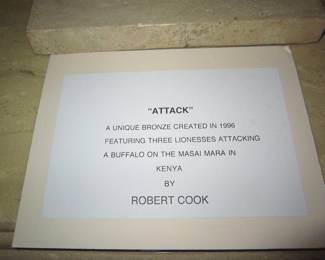 "ATTACK"
A UNIQUE BRONZE CREATED IN 1996
FEATURING THREE LIONESSES ATTACKING
A BUFFALO ON THE MASAI MARA IN
KENYA
BY
ROBERT COOK